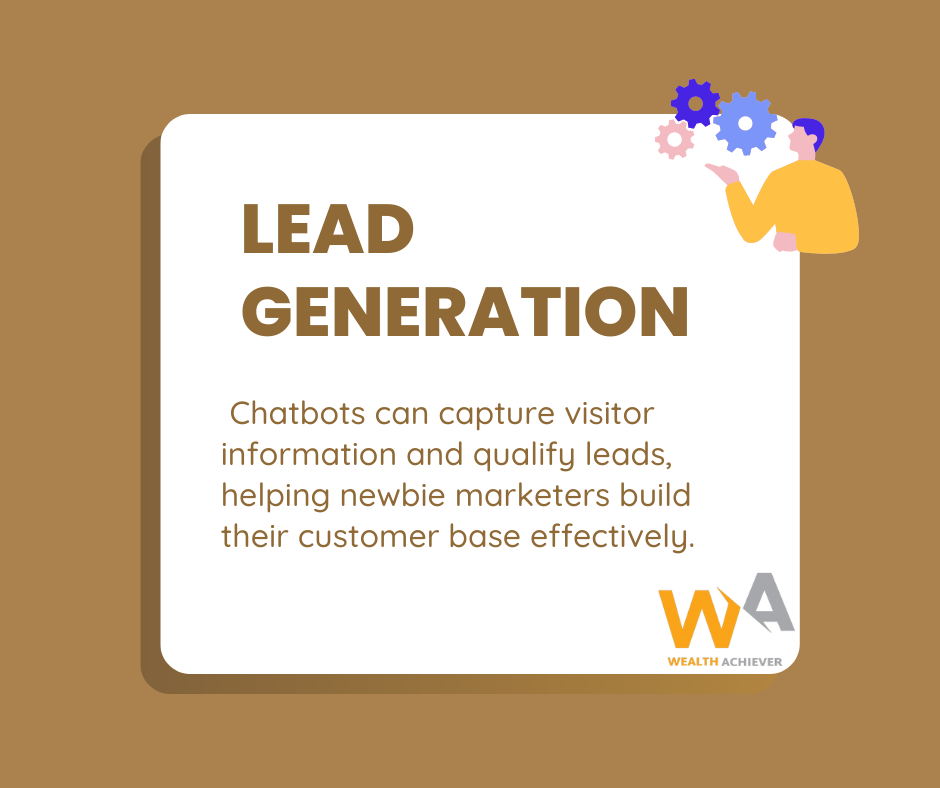 LEAD
GENERATION
Chatbots can capture visitor
information and qualify leads,
helping newbie marketers build
their customer base effectively.
WA
WEALTH ACHIEVER